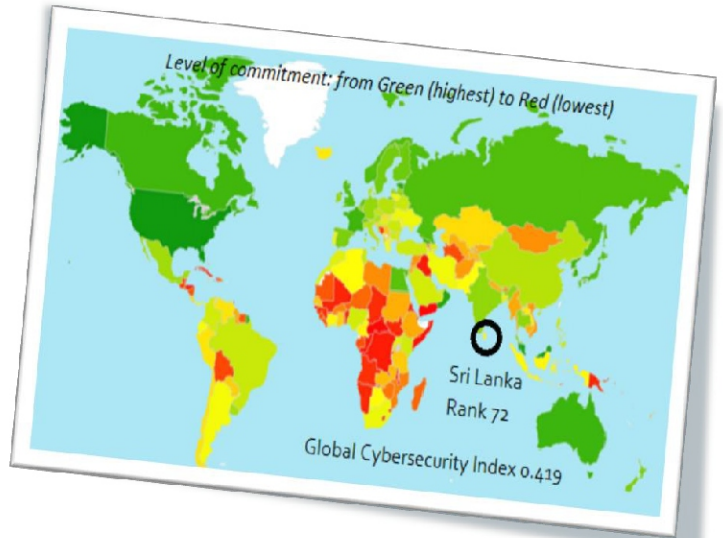 Level of commitment: from Green (highest) to Red (lowest)
Sri Lanka
Rank 72
Global Cybersecurity Index 0.419